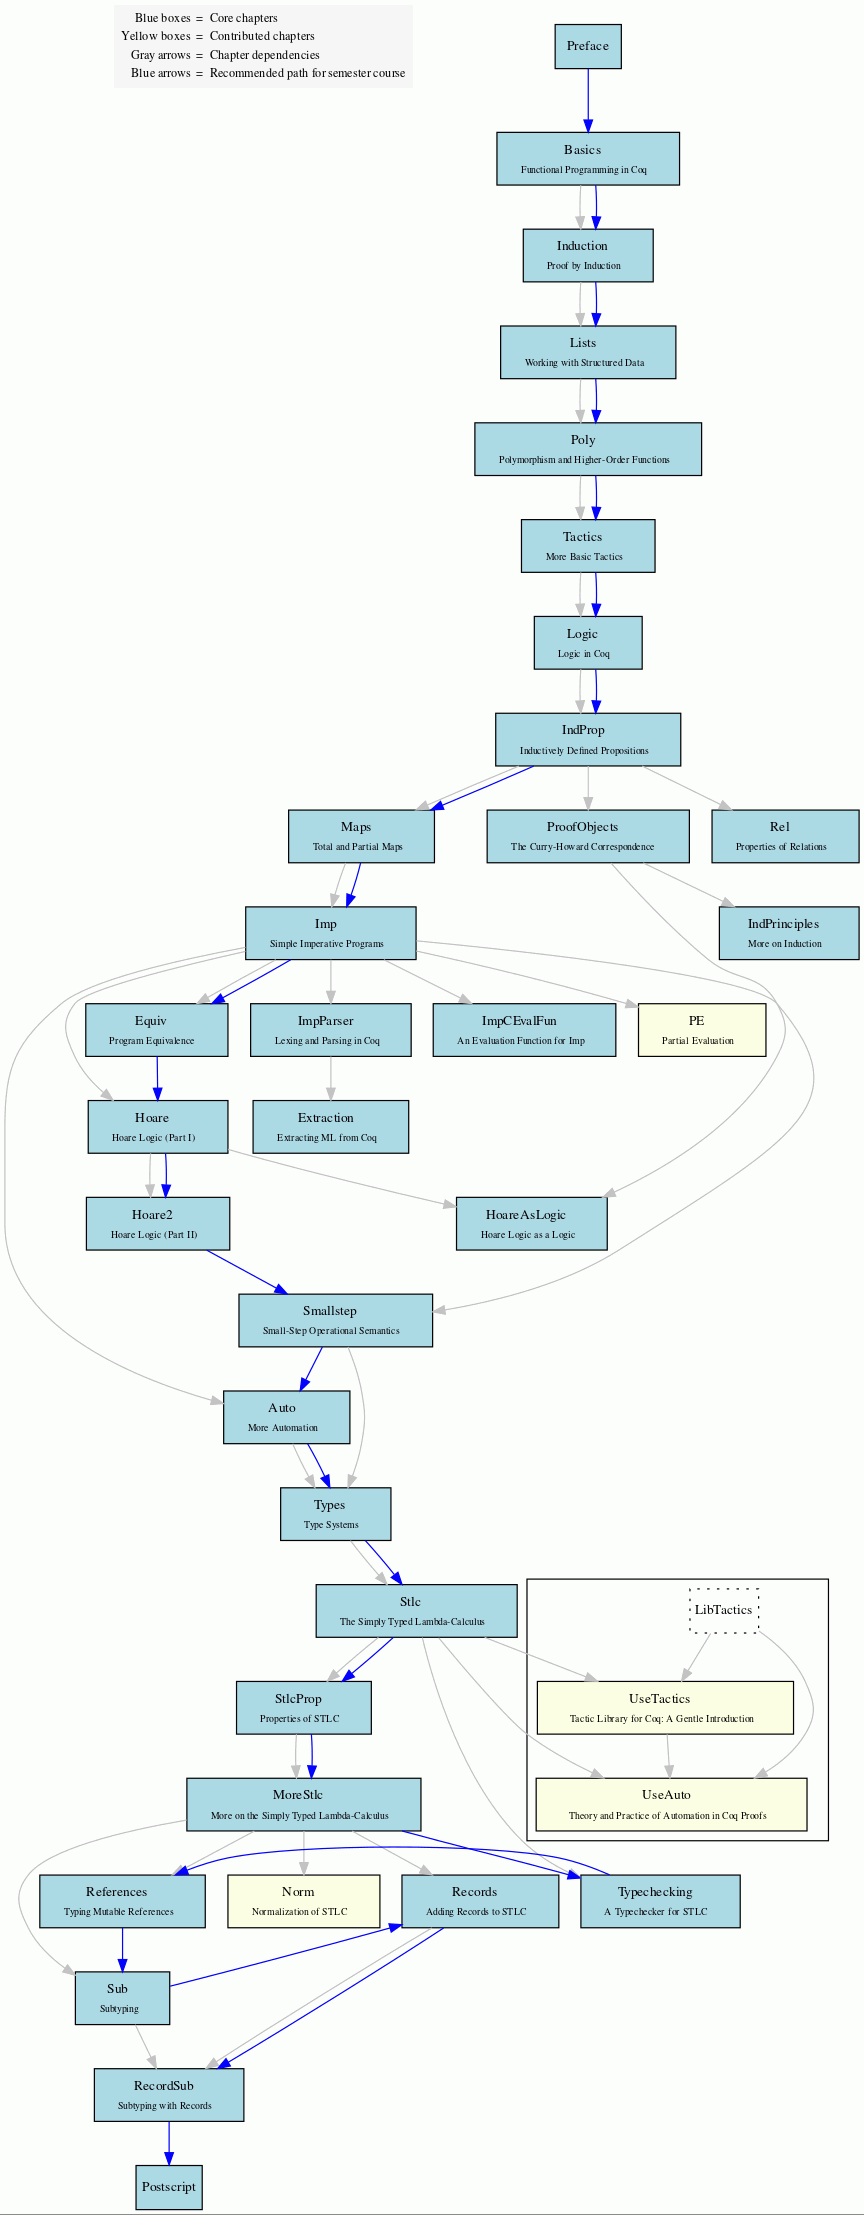 Blue boxes = Core chapters
Yellow boxes = Contributed chapters
Gray arrows = Chapter dependencies
Blue arrows = Recommended path for semester course
Preface
Basics
Functional Programming in Coq
Induction
Proof by Induction
Lists
Working with Structured Data
Poly
Polymorphism and Higher-Order Functions
Tactics
More Basic Tactics
Logic
Logic in Coq
IndProp
Inductively Defined Propositions
Maps
Total and Partial Maps
ProofObjects
The Curry-Howard Correspondence
Rel
Properties of Relations
Imp
Simple Imperative Programs
IndPrinciples
More on Induction
Equiv
Program Equivalence
ImpParser
Lexing and Parsing in Coq
ImpCEvalFun
An Evaluation Function for Imp
PE
Partial Evaluation
Hoare
Hoare Logic (Part I)
Extraction
Extracting ML from Coq
Hoare2
Hoare Logic (Part II)
HoareAsLogic
Hoare Logic as a Logic
Smallstep
Small-Step Operational Semantics
Auto
More Automation
Types
Type Systems
Stlc
The Simply Typed Lambda-Calculus
LibTactics
StlcProp
Properties of STLC
UseTactics
Tactic Library for Coq: A Gentle Introduction
MoreStlc
More on the Simply Typed Lambda-Calculus
UseAuto
Theory and Practice of Automation in Coq Proofs
References
Typing Mutable References
Norm
Normalization of STLC
Records
Adding Records to STLC
Typechecking
A Typechecker for STLC
Sub
Subtyping
RecordSub
Subtyping with Records
Postscript